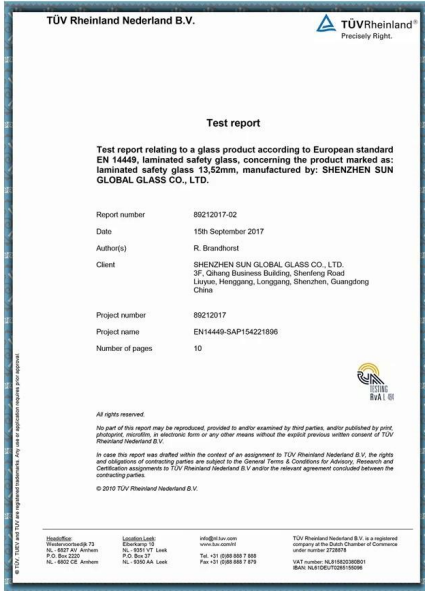 TÜV Rheinland Nederland B.V.
TÜVRheinland®
Precisely Right.
Test report
Test report relating to a glass product according to European standard
EN 14449, laminated safety glass, concerning the product marked as:
laminated safety glass 13,52mm, manufactured by: SHENZHEN SUN
GLOBAL GLASS CO., LTD.
Report number 89212017-02
Date 15th September 2017
Author(s) R. Brandhorst
Client SHENZHEN SUN GLOBAL GLASS CO., LTD.
3F, Qihang Business Building, Shenfeng Road
Liuyue, Henggang, Longgang, Shenzhen, Guangdong
China
Project number 89212017
Project name EN14449-SAP154221896
Number of pages 10
TESTING
RvA L
All rights reserved.
No part of this report may be reproduced, provided to and/or examined by third parties, and/or published by print,
photoprint, microfilm, in electronic form or any other means without the explicit previous written consent of TÜV
Rheinland Nederland B.V.
In case this report was drafted within the context of an assignment to TÜV Rheinland Nederland B.V, the rights
and obligations of contracting parties are subject to the General Terms & Conditions for Advisory, Research and
Certification assignments to TÜV Rheinland Nederland B.V and/or the relevant agreement concluded between the
contracting parties.
© 2010 TÜV Rheinland Nederland B.V.
® TÜV, TUEV and TUV are registered trademarks. Any use or application requires prior approval.
Headoffice:
Westervoortsedijk 73
NL - 6827 AV Arnhem
P.O. Box 2220
NL - 6802 CE Arnhem
Location Leek:
Eiberkamp 10
NL - 9351 VT Leek
P.O. Box 37
NL - 9350 AA Leek
info@nl.tuv.com
www.tuv.com/nl
Tel. +31 (0)88 888 7 888
Fax +31 (0)88 888 7 879
TÜV Rheinland Nederland B.V. is a registered
company at the Dutch Chamber of Commerce
under number 27288788
VAT number: NL815820380B01